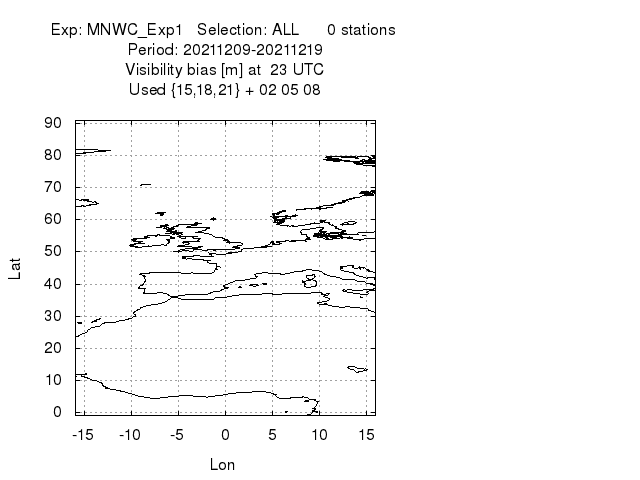 Exp: MNWC_Exp1 Selection: ALL 0 stations
Period: 20211209-20211219
Visibility bias [m] at 23 UTC
Used {15,18,21} + 02 05 08
90
80
70
60
50
40
30
20
10
0
Lat
-15 -10 -5 0 5 10 15
Lon